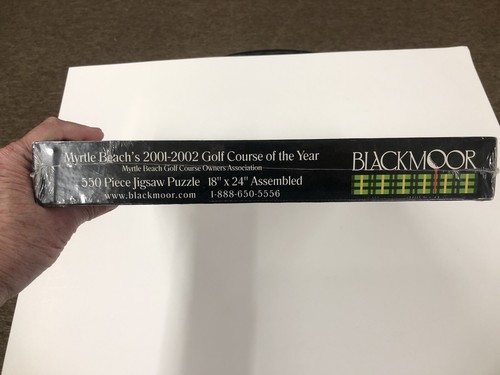 Myrtle Beach's 2001-2002 Golf Course of the Year
Myrtle Beach Golf Course Owners Association
550 Piece Jigsaw Puzzle 18" x 24" Assembled
www.blackmoor.com 1-888-650-5556
BLACKMOOR